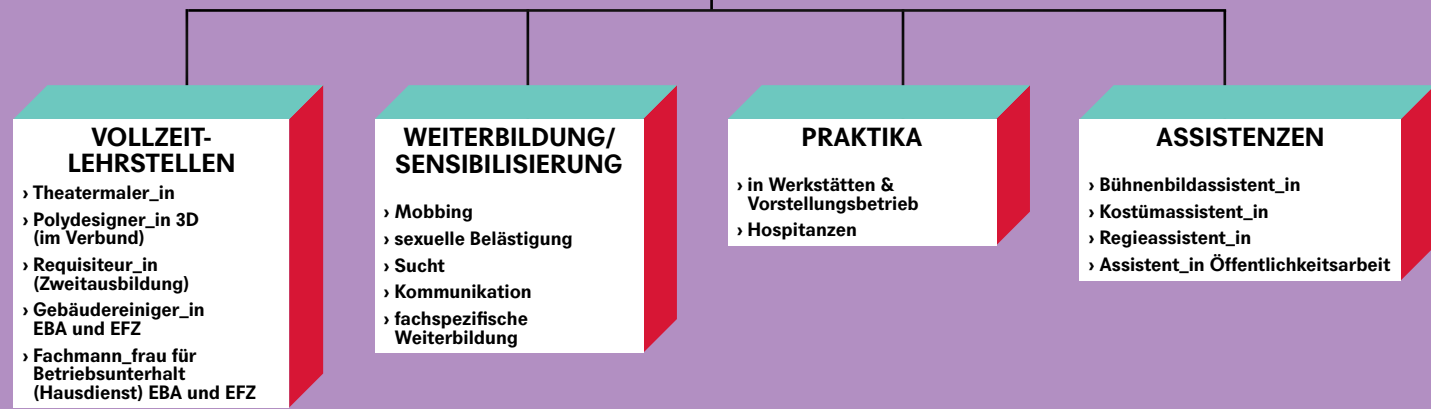 VOLLZEIT-
LEHRSTELLEN
› Theatermaler_in
› Polydesigner_in 3D
(im Verbund)
› Requisiteur_in
(Zweitausbildung)
› Gebäudereiniger_in
EBA und EFZ
› Fachmann_frau für
Betriebsunterhalt
(Hausdienst) EBA und EFZ
WEITERBILDUNG/
SENSIBILISIERUNG
› Mobbing
› sexuelle Belästigung
› Sucht
› Kommunikation
› fachspezifische
Weiterbildung
PRAKTIKA
› in Werkstätten &
Vorstellungsbetrieb
› Hospitanzen
ASSISTENZEN
› Bühnenbildassistent_in
› Kostümassistent_in
› Regieassistent_in
› Assistent_in Öffentlichkeitsarbeit